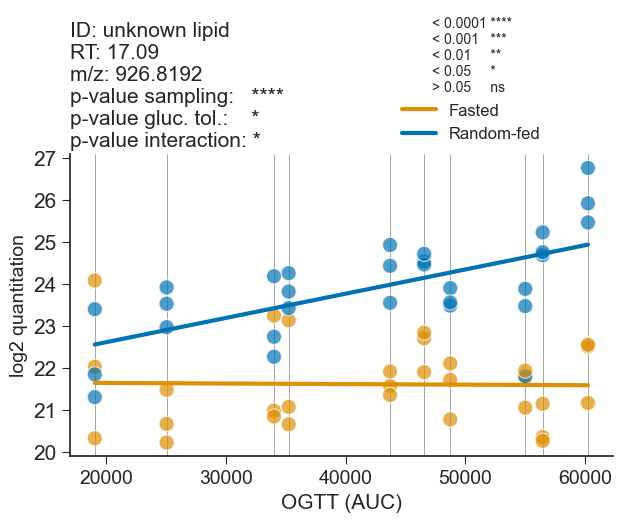 ID: unknown lipid
RT: 17.09
m/z: 926.8192
p-value sampling: ****
p-value gluc. tol.: *
p-value interaction: *
< 0.0001 ****
< 0.001 ***
< 0.01 **
< 0.05 *
> 0.05 ns
Fasted
Random-fed
27
26
25
24
23
22
21
20
log2 quantitation
20000 30000 40000 50000 60000
OGTT (AUC)